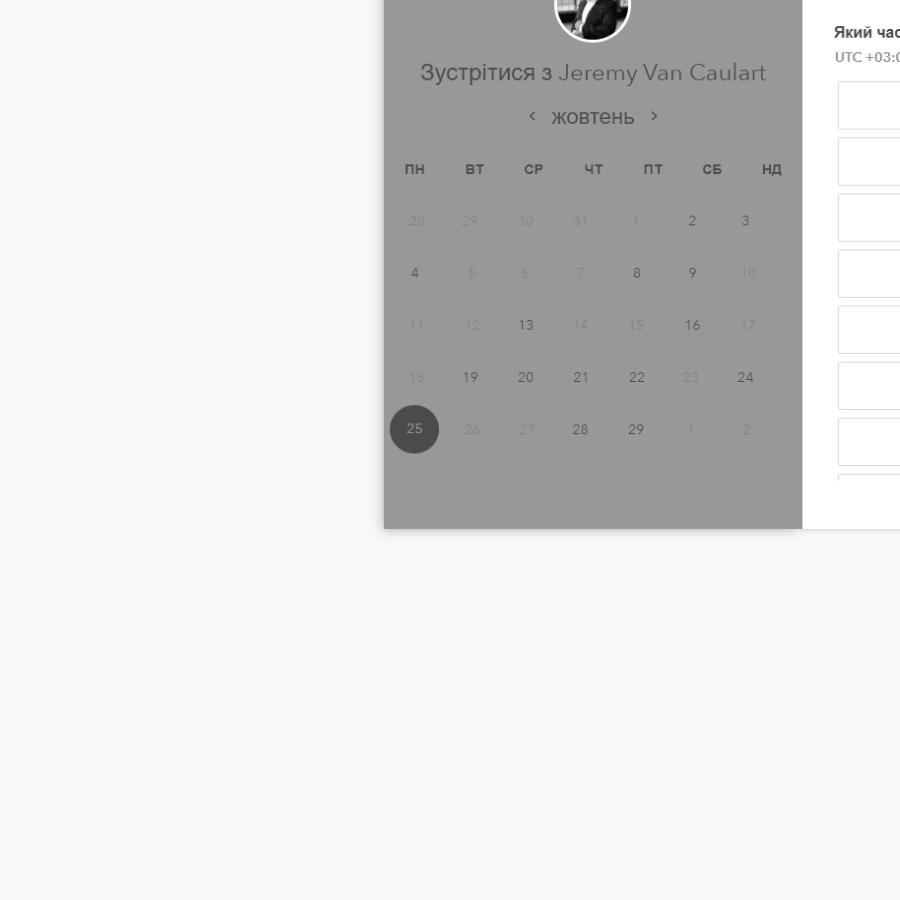 Який час
UTC +03:0
Зустрітися з Jeremy Van Caulart
жовтень
ПН ВТ СР ЧТ ПТ СБ НД
28 29 30 31 1 2 3
4 5 6 7 8 9 10
11 12 13 14 15 16 17
18 19 20 21 22 23 24
25 26 27 28 29 1 2